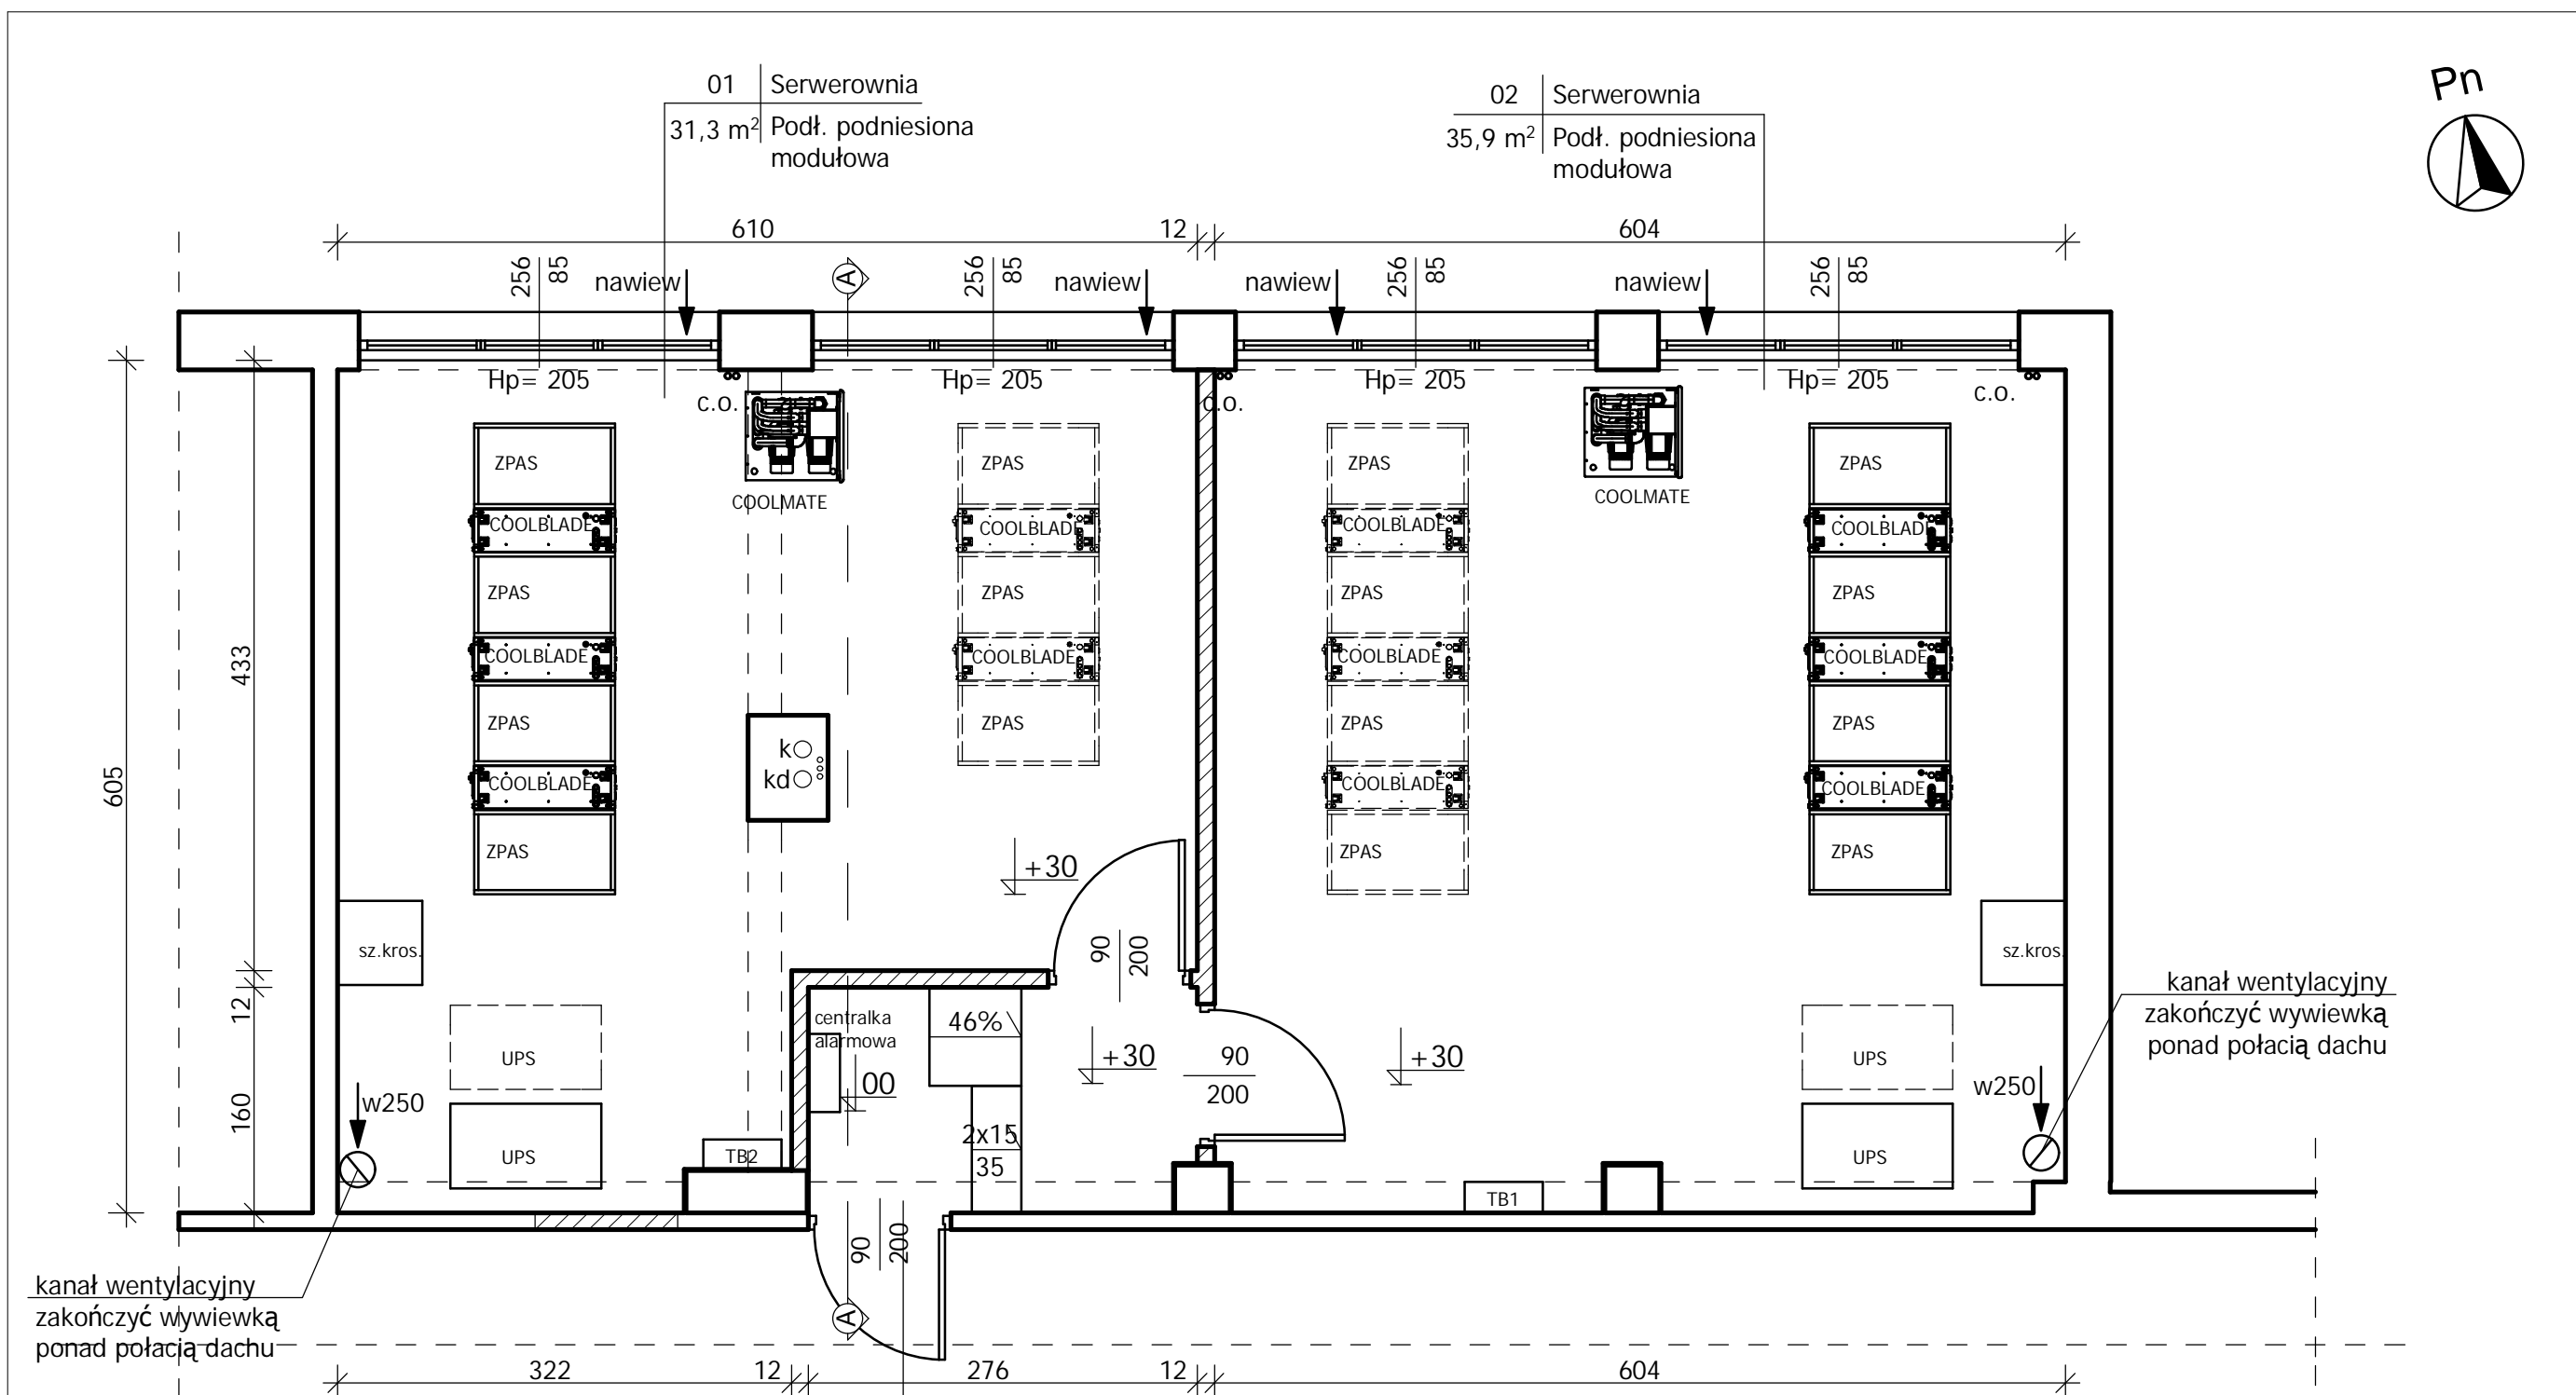 Pn
01 Serwerownia
31,3 m² Podł. podniesiona
modułowa
02 Serwerownia
35,9 m² Podł. podniesiona
modułowa
610 12 604
256 85 nawiew A 256 85 nawiew nawiew 256 85 nawiew 256 85
Hp= 205 Hp= 205 Hp= 205 Hp= 205
c.o. c.o. c.o.
COOLMATE COOLMATE
ZPAS ZPAS ZPAS ZPAS
COOLBLADE COOLBLADE COOLBLADE COOLBLADE
ZPAS ZPAS ZPAS ZPAS
COOLBLADE COOLBLADE COOLBLADE COOLBLADE
ZPAS ZPAS ZPAS ZPAS
k
kd
COOLBLADE COOLBLADE COOLBLADE
ZPAS ZPAS ZPAS
605
433
12
160
+30
90
200
sz.kros. sz.kros.
centralka
alarmowa
46%
00
+30
90
200
+30
UPS UPS
w250 w250
2x15
35
UPS UPS
TB2 TB1
kanał wentylacyjny
zakończyć wywiewką
ponad połacią dachu
90
200
A
kanał wentylacyjny
zakończyć wywiewką
ponad połacią dachu
322 12 276 12 604